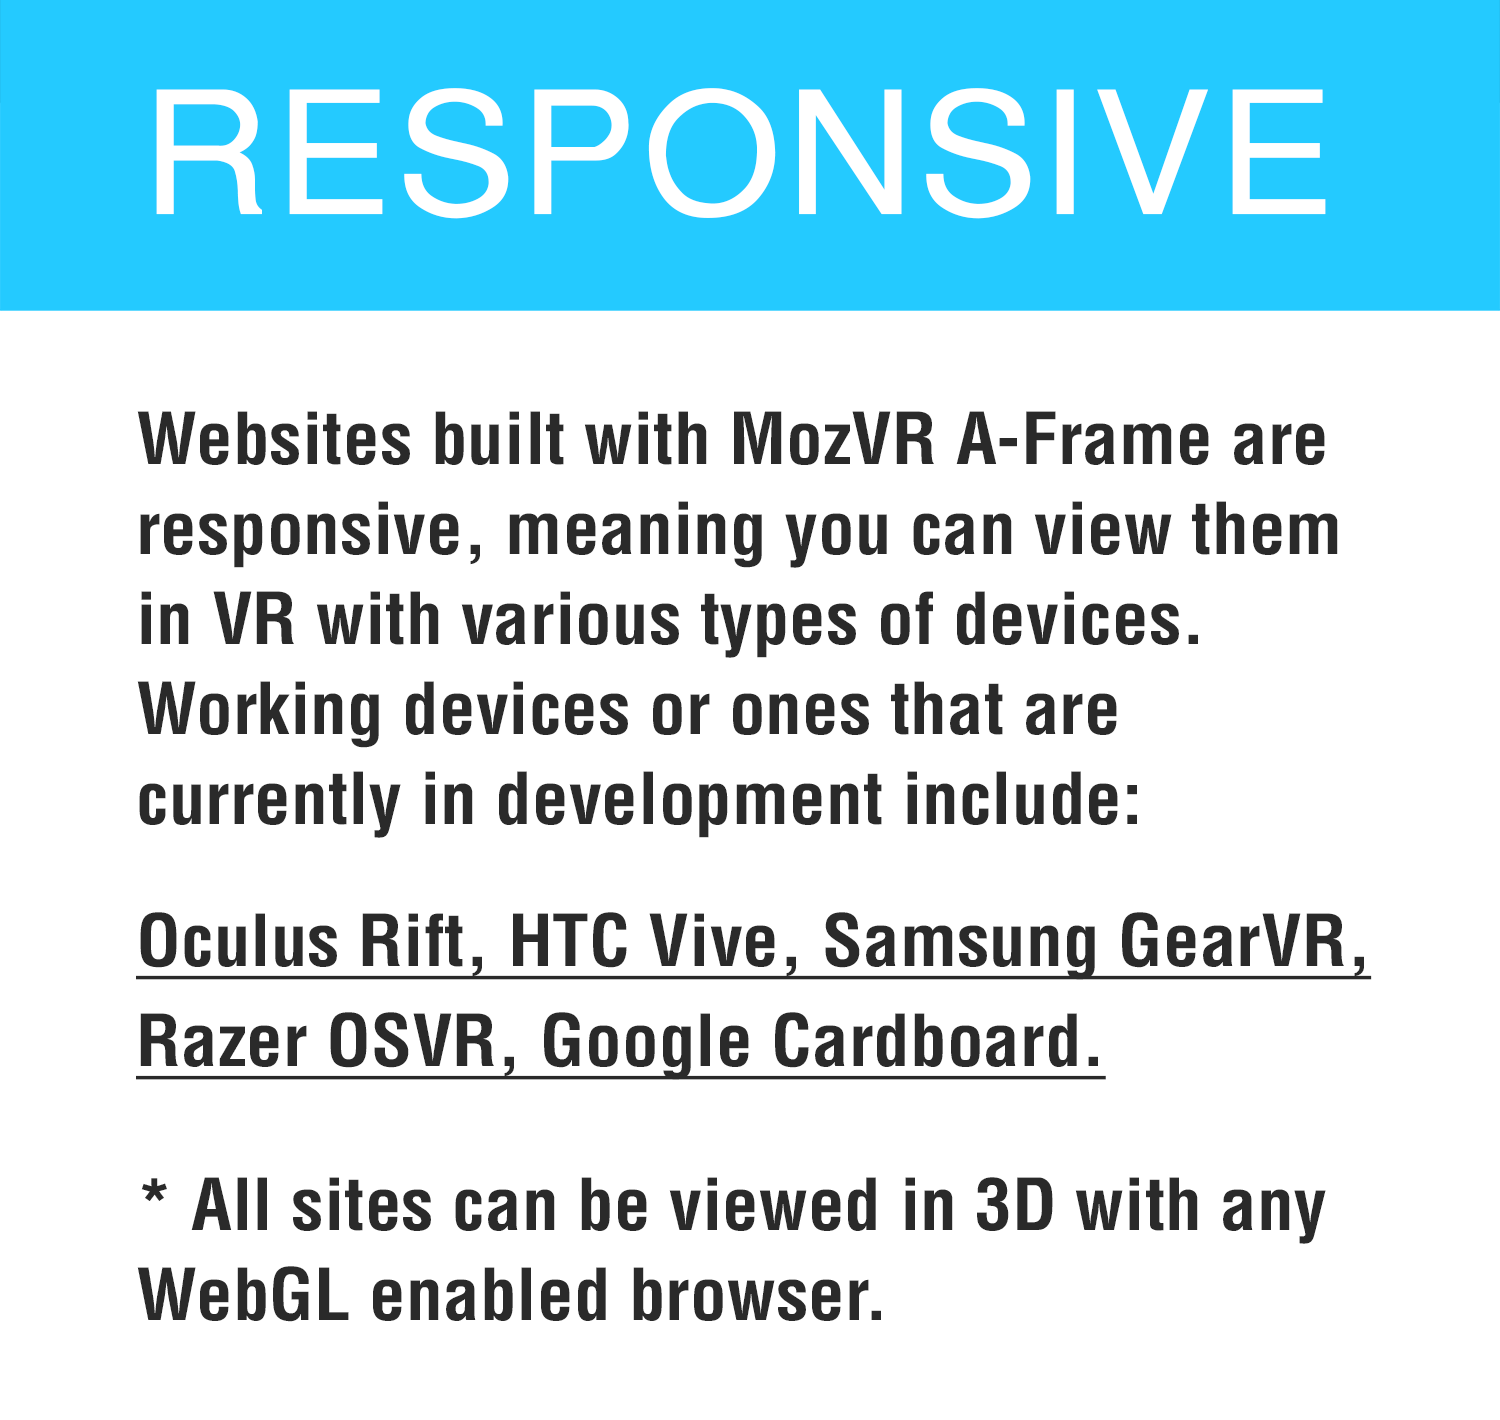 RESPONSIVE
Websites built with MozVR A-Frame are
responsive, meaning you can view them
in VR with various types of devices.
Working devices or ones that are
currently in development include:
Oculus Rift, HTC Vive, Samsung GearVR,
Razer OSVR, Google Cardboard.
* All sites can be viewed in 3D with any
WebGL enabled browser.